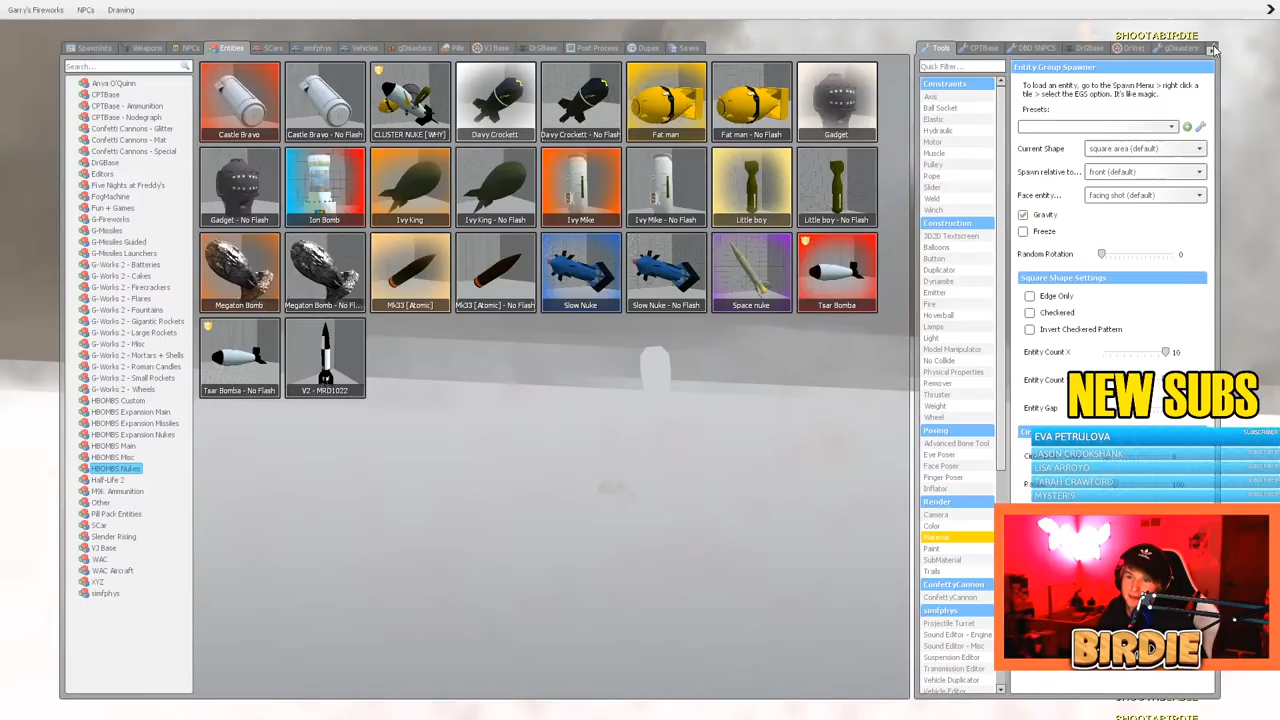 Garry's Fireworks NPCs Drawing
SHOOTABIRDIE
Spawnlists Weapons NPCs Entities SCars simfphys Vehicles gDisasters Pills VJ Base DrGBase Post Process Dupes Saves
Tools CPTBase DBD SNPCS DrGBase DrVrej gDisasters
Search...
Anya O'Quinn
CPTBase
CPTBase - Ammunition
CPTBase - Nodegraph
Confetti Cannons - Glitter
Confetti Cannons - Mat
Confetti Cannons - Special
DrGBase
Editors
Five Nights at Freddy's
FogMachine
Fun + Games
G-Fireworks
G-Missiles
G-Missiles Guided
G-Missiles Launchers
G-Works 2 - Batteries
G-Works 2 - Cakes
G-Works 2 - Firecrackers
G-Works 2 - Flares
G-Works 2 - Fountains
G-Works 2 - Gigantic Rockets
G-Works 2 - Large Rockets
G-Works 2 - Misc
G-Works 2 - Mortars + Shells
G-Works 2 - Roman Candles
G-Works 2 - Small Rockets
G-Works 2 - Wheels
HBOMBS Custom
HBOMBS Expansion Main
HBOMBS Expansion Missiles
HBOMBS Expansion Nukes
HBOMBS Main
HBOMBS Misc
HBOMBS Nukes
Half-Life 2
M9K Ammunition
Other
Pill Pack Entities
SCar
Slender Rising
VJ Base
WAC
WAC Aircraft
XYZ
simfphys
Castle Bravo
Castle Bravo - No Flash
CLUSTER NUKE [WHY]
Davy Crockett
Davy Crockett - No Flash
Fat man
Fat man - No Flash
Gadget
Gadget - No Flash
Ion Bomb
Ivy King
Ivy King - No Flash
Ivy Mike
Ivy Mike - No Flash
Little boy
Little boy - No Flash
Megaton Bomb
Megaton Bomb - No Fl...
Mk33 [Atomic]
Mk33 [Atomic] - No Flash
Slow Nuke
Slow Nuke - No Flash
Space nuke
Tsar Bomba
Tsar Bomba - No Flash
V2 - MRD1022
Quick Filter...
Constraints
Axis
Ball Socket
Elastic
Hydraulic
Motor
Muscle
Pulley
Rope
Slider
Weld
Winch
Construction
3D2D Textscreen
Balloons
Button
Duplicator
Dynamite
Emitter
Fire
Hoverball
Lamps
Light
Model Manipulator
No Collide
Physical Properties
Remover
Thruster
Weight
Wheel
Posing
Advanced Bone Tool
Eye Poser
Face Poser
Finger Poser
Inflator
Render
Camera
Color
Material
Paint
SubMaterial
Trails
ConfettyCannon
ConfettyCannon
simfphys
Projectile Turret
Sound Editor - Engine
Sound Editor - Misc
Suspension Editor
Transmission Editor
Vehicle Duplicator
Vehicle Editor
Entity Group Spawner
To load an entity, go to the Spawn Menu > right click a
tile > select the EGS option. It's like magic.
Presets:
Current Shape square area (default)
Spawn relative to... front (default)
Face entity... facing shot (default)
Gravity
Freeze
Random Rotation 0
Square Shape Settings
Edge Only
Checkered
Invert Checkered Pattern
Entity Count X 10
Entity Count
Entity Gap
NEW SUBS
EVA PETRULOVA SUBSCRIBER
JASON CROOKSHANK
LISA ARROYO
TARAH CRAWFORD
MYSTERI9
BIRDIE
SHOOTABIRDIE
SHOOTABIRDIE